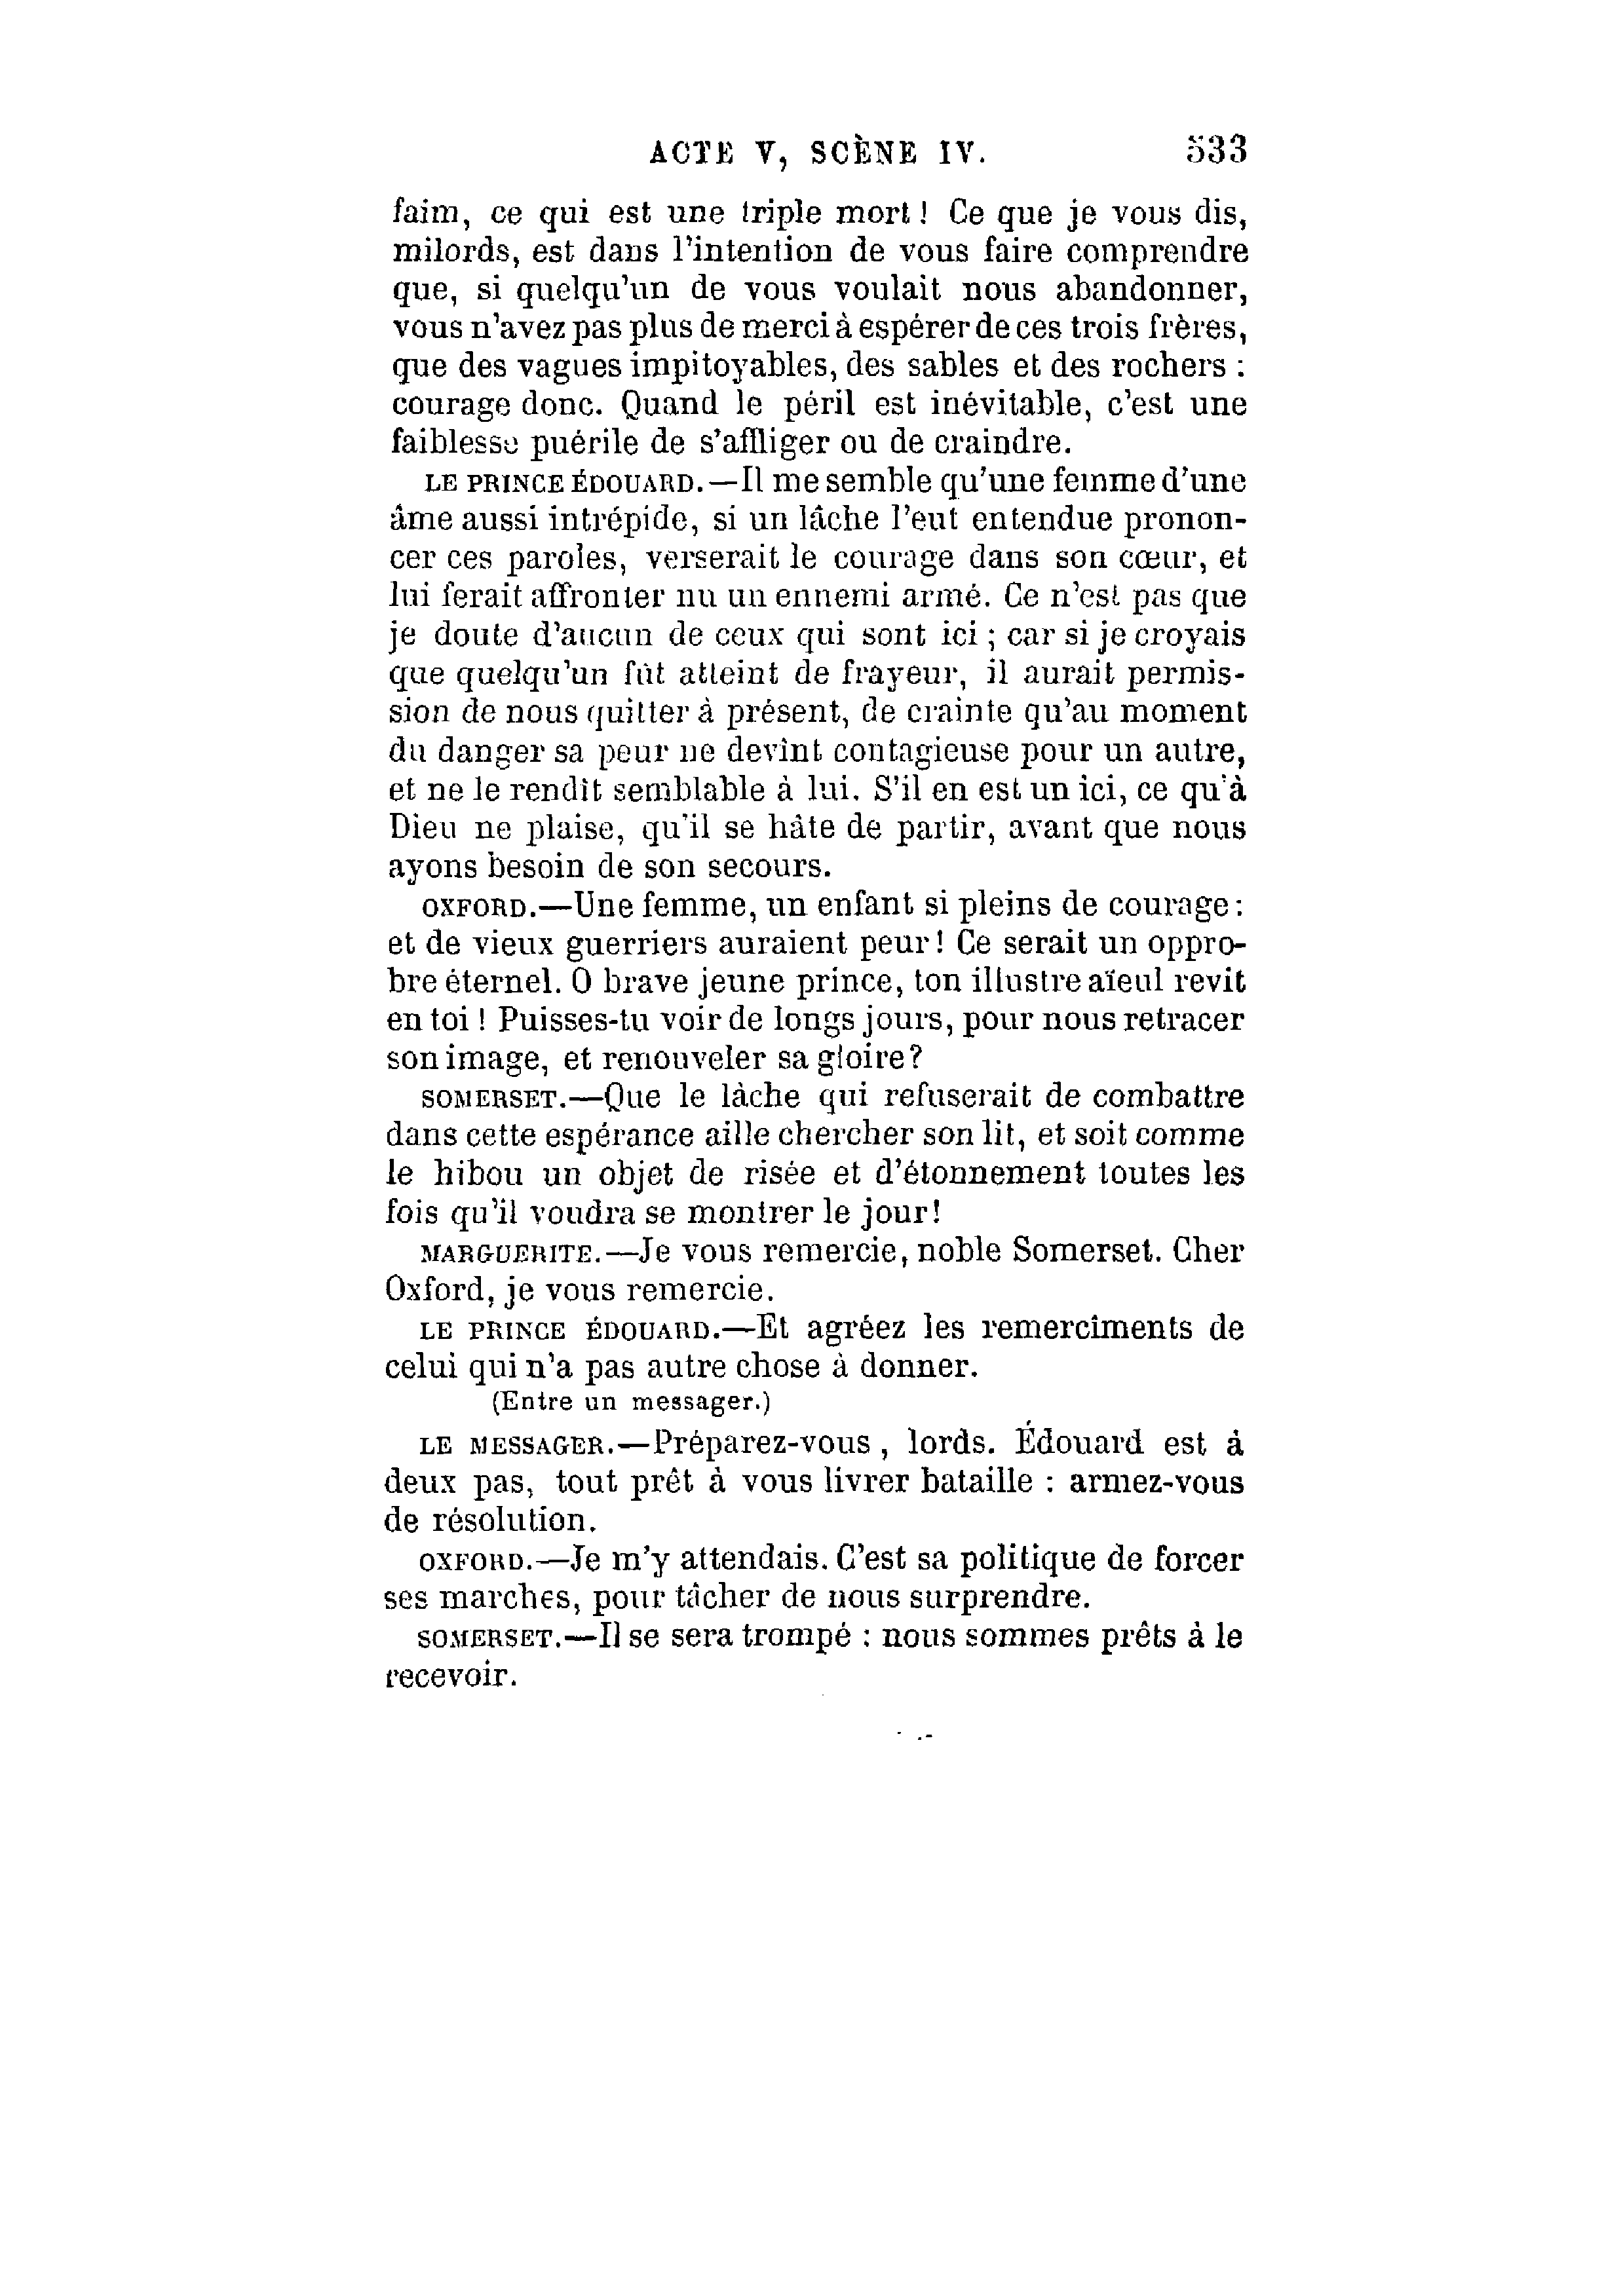 ACTE V, SCÈNE IV. 533
faim, ce qui est une triple mort ! Ce que je vous dis,
milords, est dans l'intention de vous faire comprendre
que, si quelqu'un de vous voulait nous abandonner,
vous n'avez pas plus de merci à espérer de ces trois frères,
que des vagues impitoyables, des sables et des rochers :
courage donc. Quand le péril est inévitable, c'est une
faiblesse puérile de s'affliger ou de craindre.
LE PRINCE ÉDOUARD.—Il me semble qu'une femme d'une
âme aussi intrépide, si un lâche l'eut entendue pronon-
cer ces paroles, verserait le courage dans son cœur, et
lui ferait affronter nu un ennemi armé. Ce n'est pas que
je doute d'aucun de ceux qui sont ici ; car si je croyais
que quelqu'un fût atteint de frayeur, il aurait permis-
sion de nous quitter à présent, de crainte qu'au moment
du danger sa peur ne devînt contagieuse pour un autre,
et ne le rendît semblable à lui. S'il en est un ici, ce qu'à
Dieu ne plaise, qu'il se hâte de partir, avant que nous
ayons besoin de son secours.
OXFORD.—Une femme, un enfant si pleins de courage :
et de vieux guerriers auraient peur ! Ce serait un oppro-
bre éternel. O brave jeune prince, ton illustre aïeul revit
en toi ! Puisses-tu voir de longs jours, pour nous retracer
son image, et renouveler sa gloire?
SOMERSET.—Que le lâche qui refuserait de combattre
dans cette espérance aille chercher son lit, et soit comme
le hibou un objet de risée et d'étonnement toutes les
fois qu'il voudra se montrer le jour!
MARGUERITE.—Je vous remercie, noble Somerset. Cher
Oxford, je vous remercie.
LE PRINCE ÉDOUARD.—Et agréez les remercîments de
celui qui n'a pas autre chose à donner.
(Entre un messager.)
LE MESSAGER.—Préparez-vous , lords. Édouard est à
deux pas, tout prêt à vous livrer bataille : armez-vous
de résolution.
OXFORD.—Je m'y attendais. C'est sa politique de forcer
ses marches, pour tâcher de nous surprendre.
SOMERSET.—Il se sera trompé : nous sommes prêts à le
recevoir.